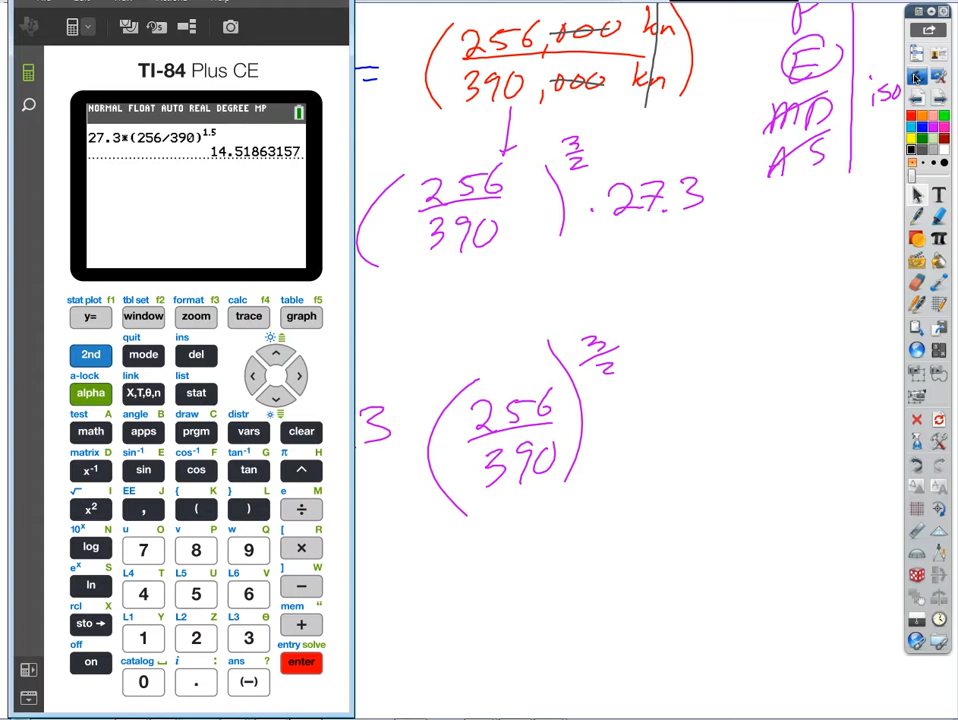 TI-84 Plus CE
NORMAL FLOAT AUTO REAL DEGREE MP
27.3*(256/390)^1.5
14.51863157
stat plot f1 tbl set f2 format f3 calc f4 table f5
y= window zoom trace graph
quit ins
2nd mode del
a-lock link list
alpha X,T,θ,n stat
test A angle B draw C distr
math apps prgm vars clear
matrix D sin⁻¹ E cos⁻¹ F tan⁻¹ G π H
x⁻¹ sin cos tan ^
√ I EE J { K } L e M
x² , ( ) ÷
10ˣ N u O v P w Q [ R
log 7 8 9 ×
eˣ S L4 T L5 U L6 V ] W
ln 4 5 6 −
rcl X L1 Y L2 Z L3 θ mem "
sto→ 1 2 3 +
off catalog i : ans ? entry solve
on 0 . (−) enter
= (256,000 kn / 390,000 kn)
(256/390)^3/2 · 27.3
3 (256/390)^3/2
P
E
MD
AS
iso
T
π